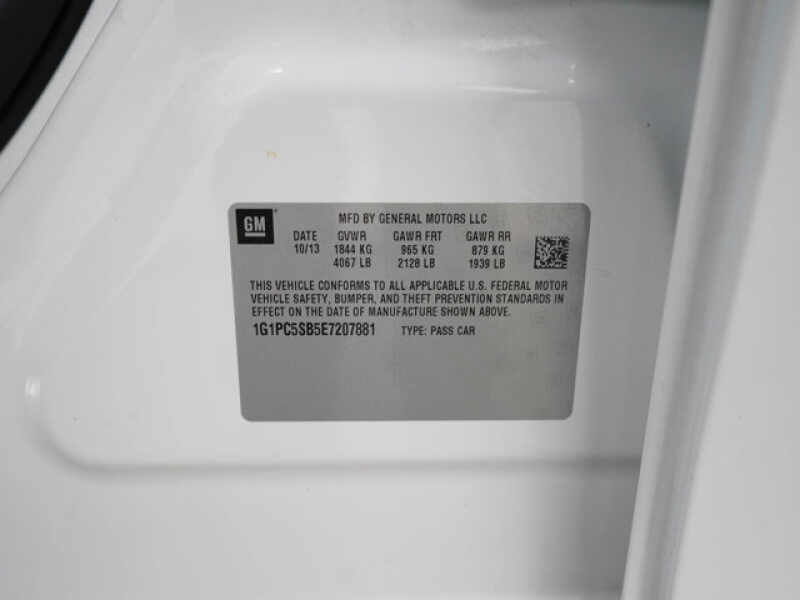 GM
MFD BY GENERAL MOTORS LLC
DATE GVWR GAWR FRT GAWR RR
10/13 1844 KG 965 KG 879 KG
4067 LB 2128 LB 1939 LB
THIS VEHICLE CONFORMS TO ALL APPLICABLE U.S. FEDERAL MOTOR
VEHICLE SAFETY, BUMPER, AND THEFT PREVENTION STANDARDS IN
EFFECT ON THE DATE OF MANUFACTURE SHOWN ABOVE.
1G1PC5SB5E7207881 TYPE: PASS CAR